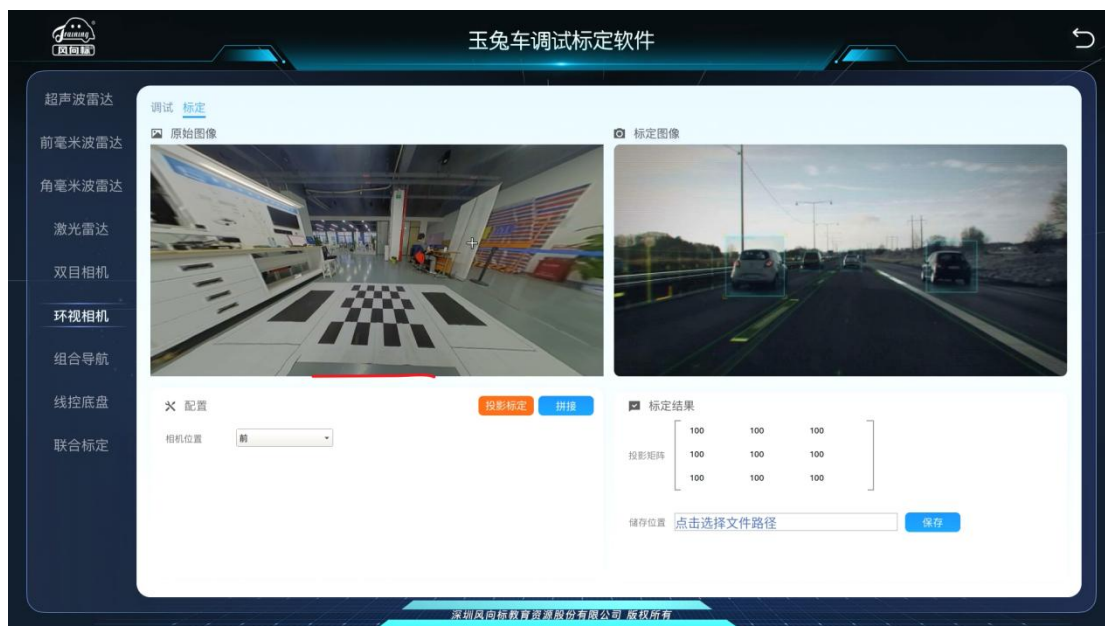 风向标
玉兔车调试标定软件
超声波雷达
前毫米波雷达
角毫米波雷达
激光雷达
双目相机
环视相机
组合导航
线控底盘
联合标定
调试 标定
原始图像
标定图像
配置
投影标定 拼接
相机位置 前
标定结果
投影矩阵
100 100 100
100 100 100
100 100 100
储存位置 点击选择文件路径 保存
深圳风向标教育资源股份有限公司 版权所有